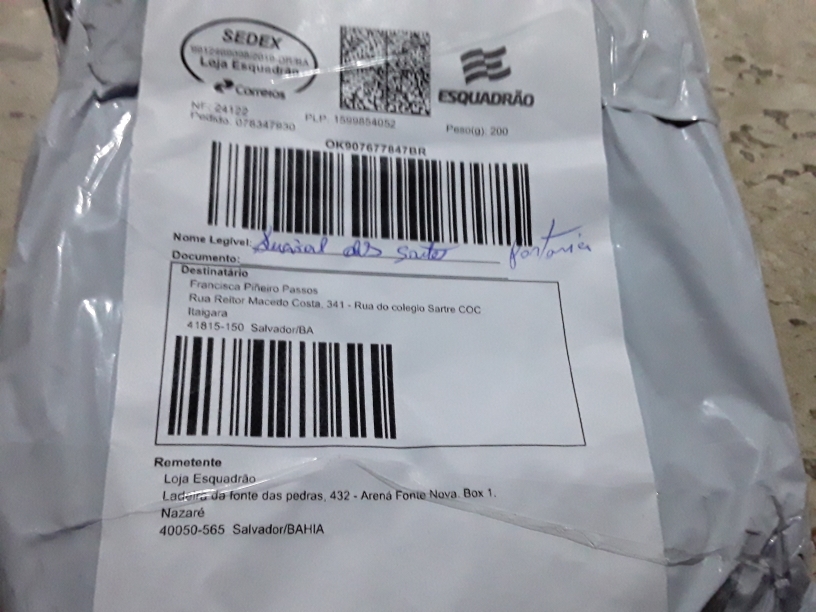 SEDEX
Loja Esquadrão
Correios
ESQUADRÃO
NF: 24122
Pedido: 076347930 PLP: 1599854052 Peso(g): 200
OK907677847BR
Nome Legível: dos portaria
Documento:
Destinatário
Francisca Piñeiro Passos
Rua Reitor Macedo Costa, 341 - Rua do colegio Sartre COC
Itaigara
41815-150 Salvador/BA
Remetente
Loja Esquadrão
Ladeira da fonte das pedras, 432 - Arena Fonte Nova. Box 1.
Nazaré
40050-565 Salvador/BAHIA